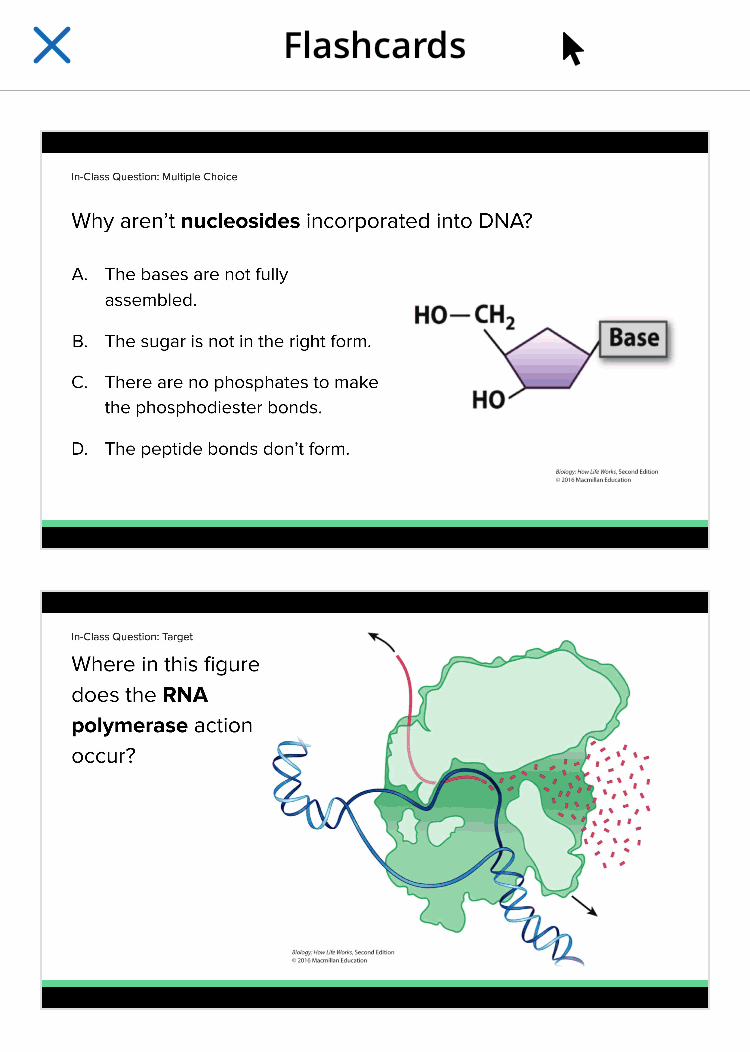 Flashcards
In-Class Question: Multiple Choice
Why aren't nucleosides incorporated into DNA?
A. The bases are not fully
assembled.
B. The sugar is not in the right form.
C. There are no phosphates to make
the phosphodiester bonds.
D. The peptide bonds don't form.
HO—CH2
Base
HO
Biology: How Life Works, Second Edition
© 2016 Macmillan Education
In-Class Question: Target
Where in this figure
does the RNA
polymerase action
occur?
Biology: How Life Works, Second Edition
© 2016 Macmillan Education